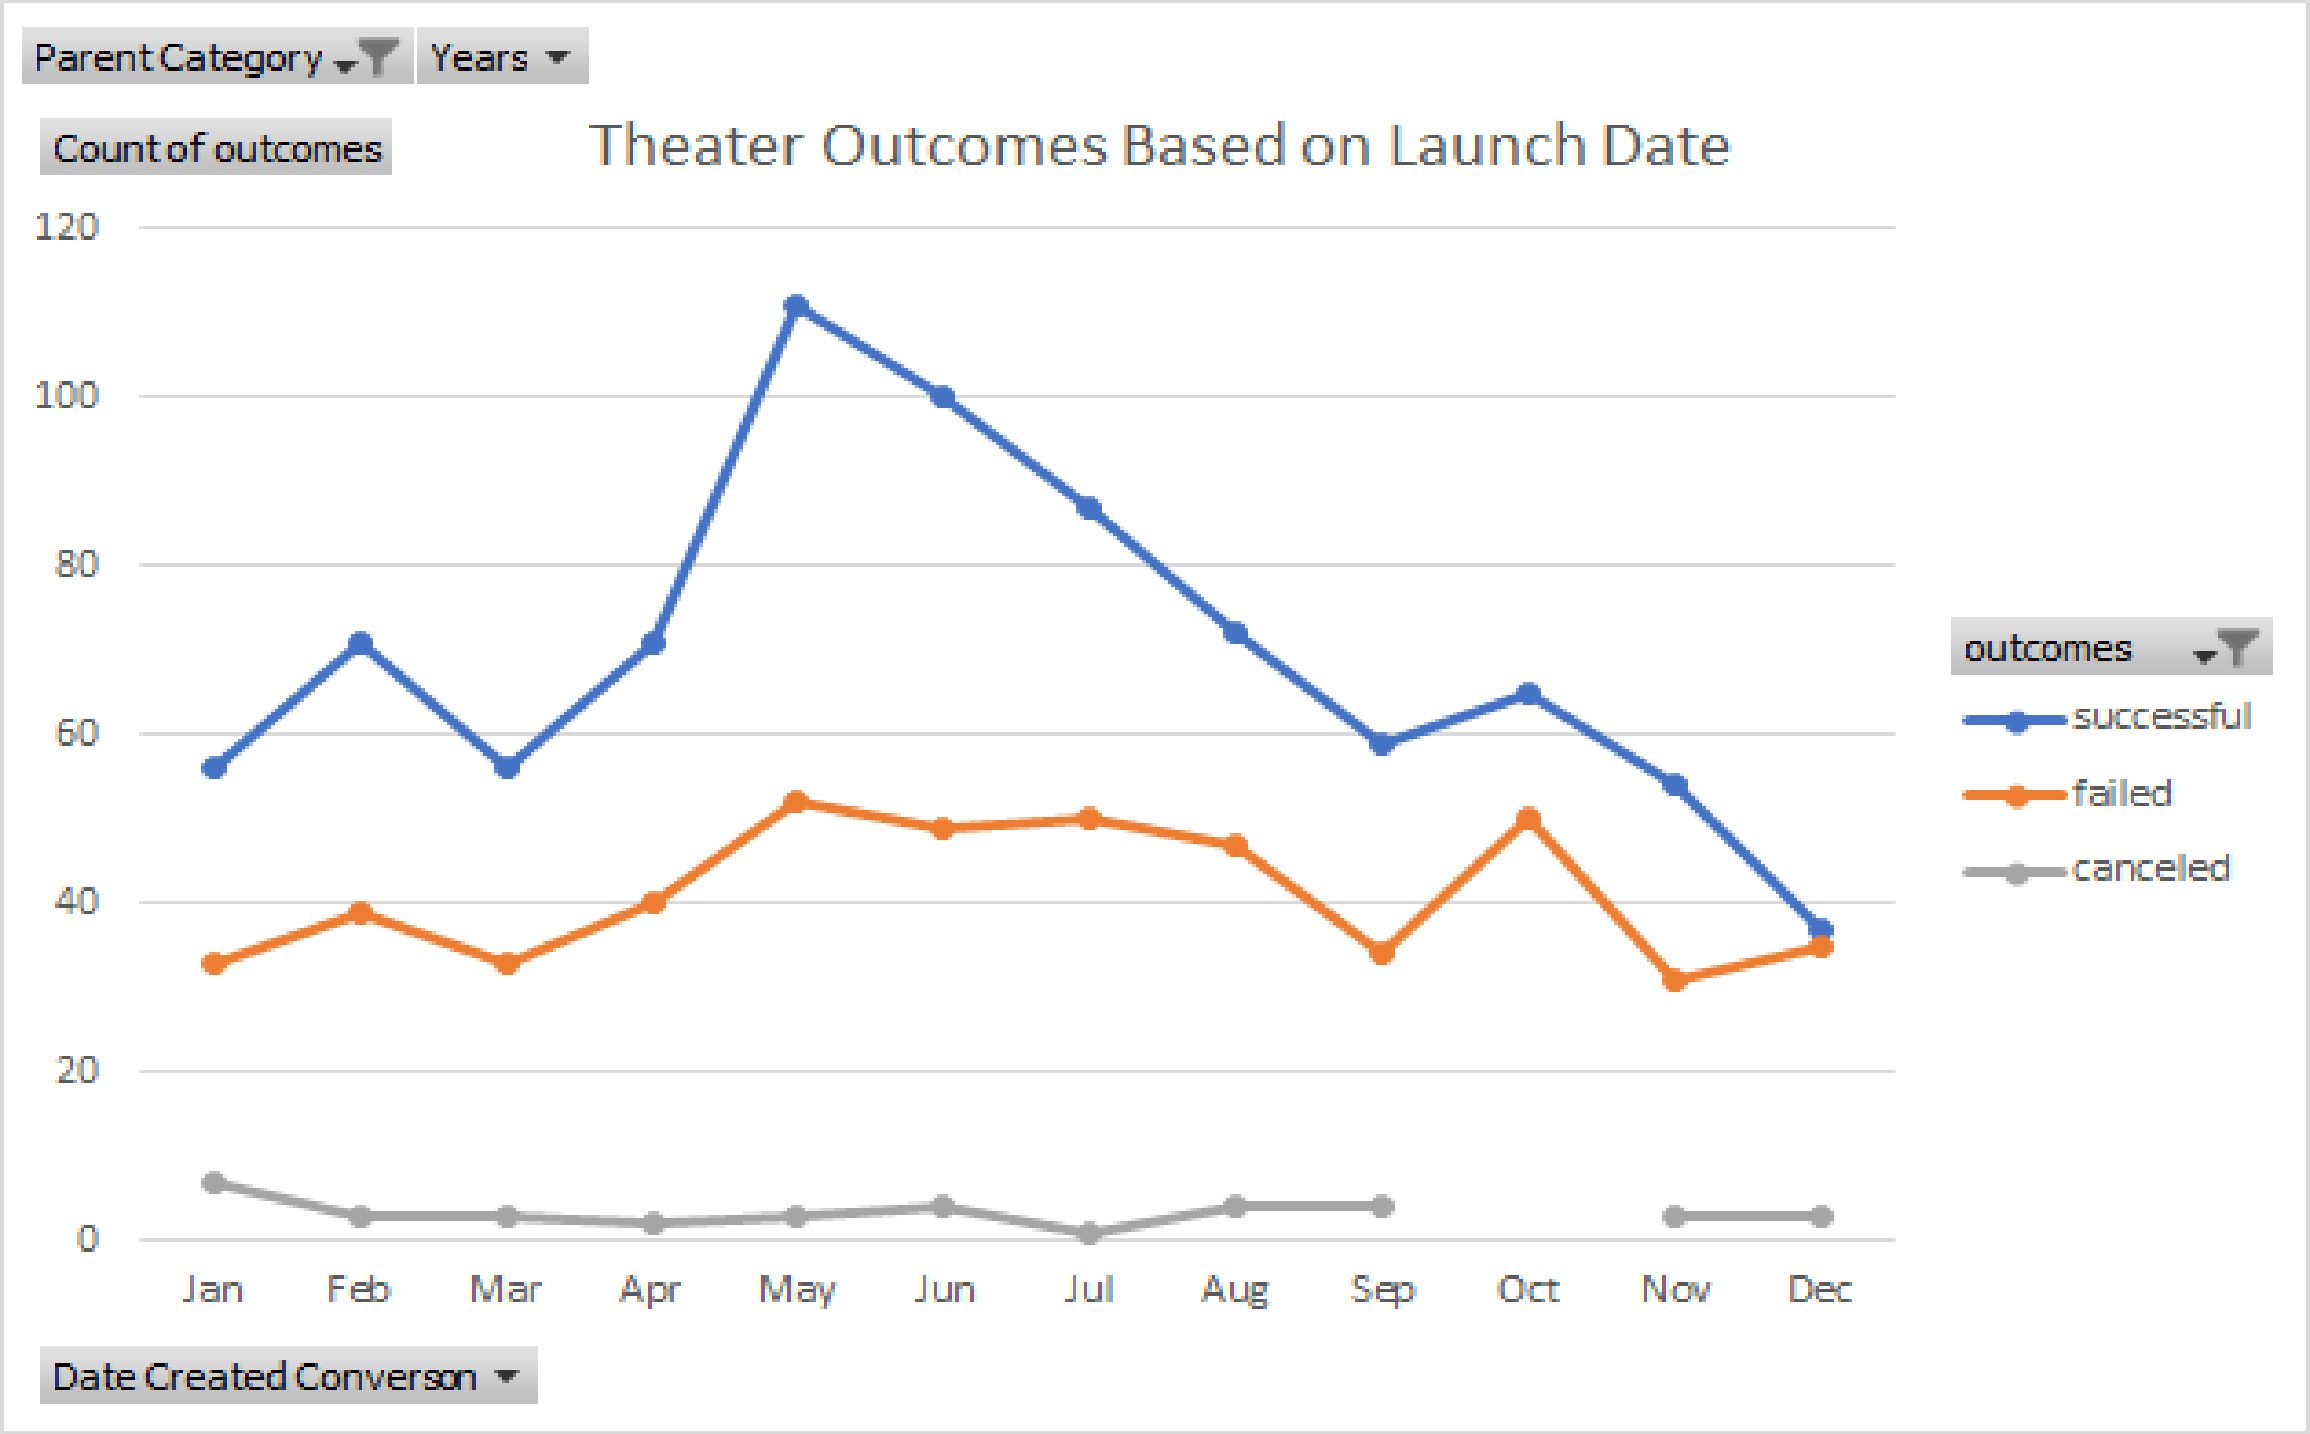 Parent Category Years
Count of outcomes
Theater Outcomes Based on Launch Date
120
100
80
60
40
20
0
Jan Feb Mar Apr May Jun Jul Aug Sep Oct Nov Dec
outcomes
successful
failed
canceled
Date Created Converson